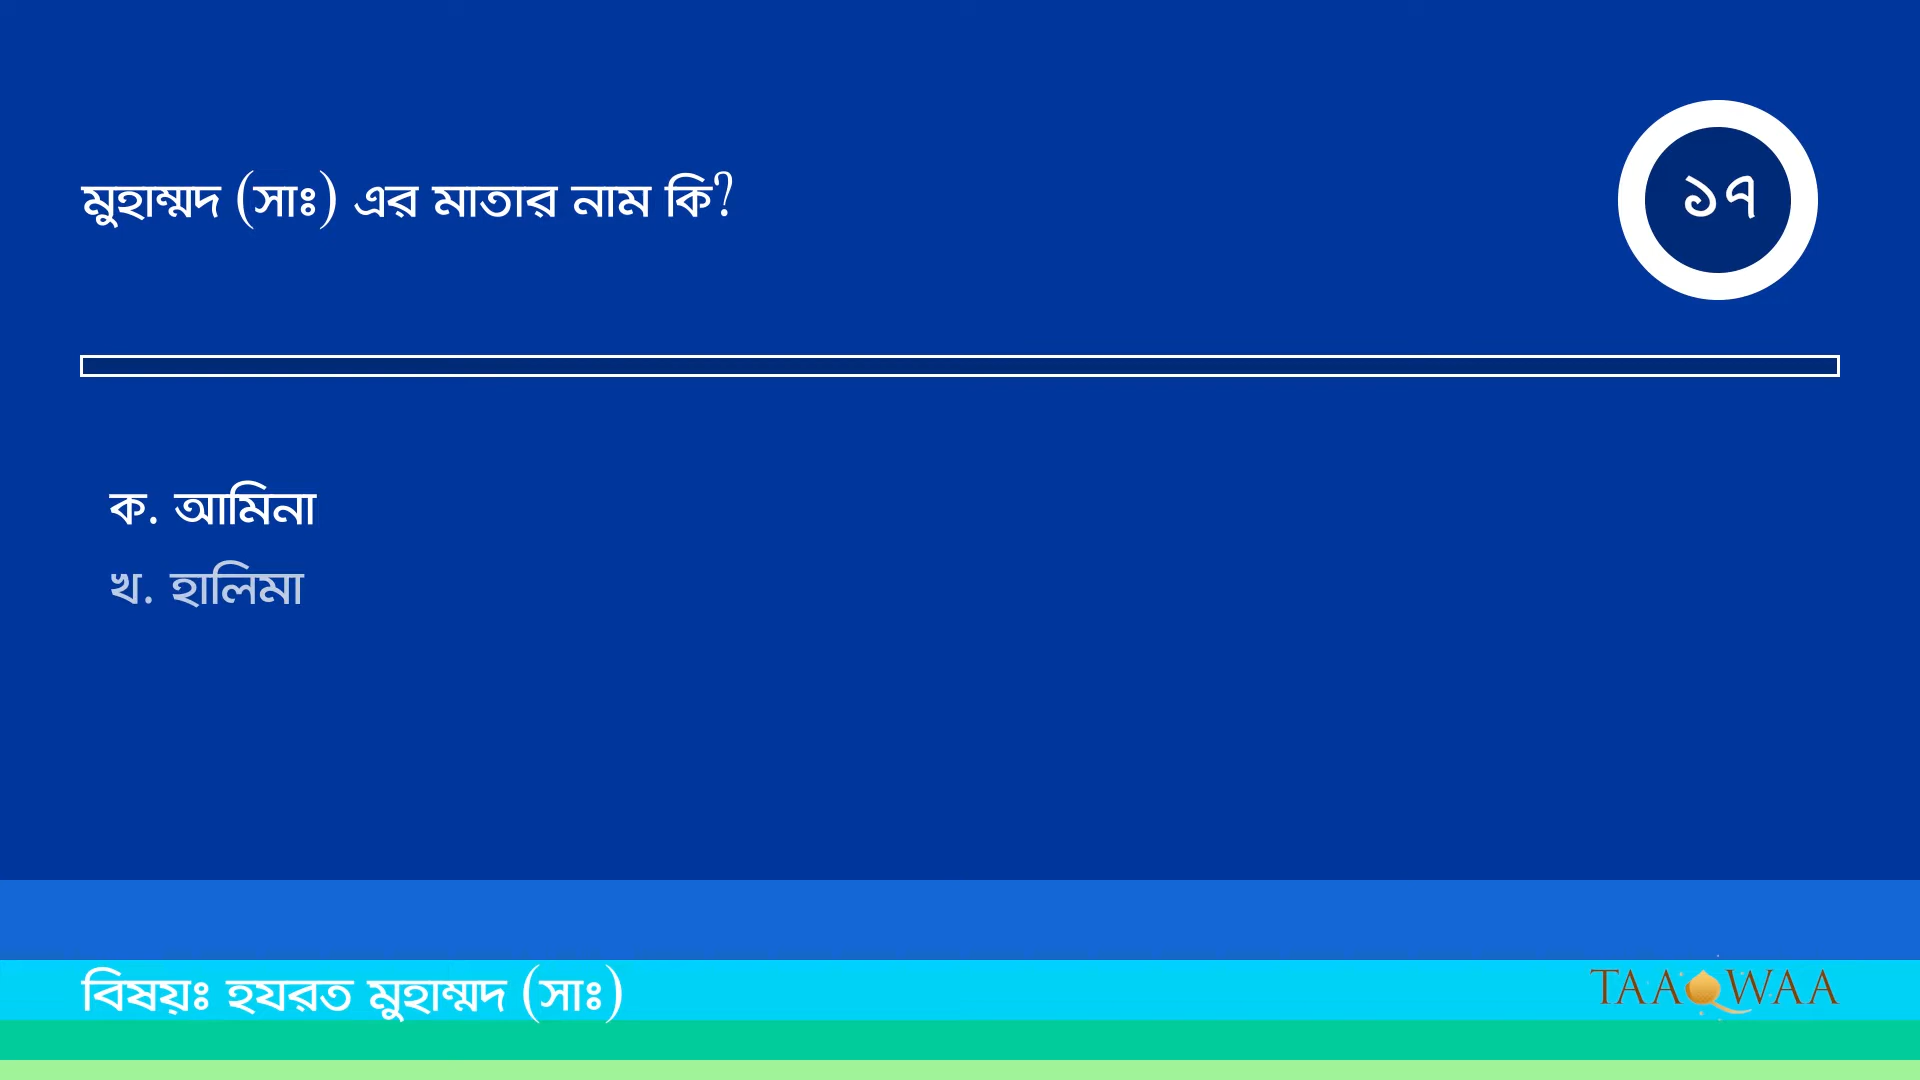 মুহাম্মদ (সাঃ) এর মাতার নাম কি?
১৭
ক. আমিনা
খ. হালিমা
বিষয়ঃ হযরত মুহাম্মদ (সাঃ)
TAAQWAA